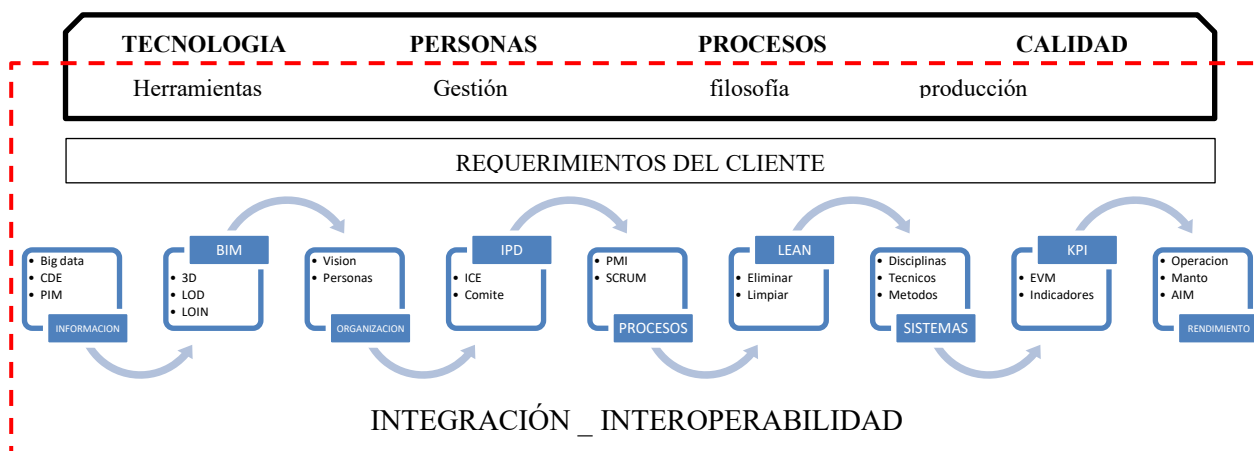 TECNOLOGIA PERSONAS PROCESOS CALIDAD
Herramientas Gestión filosofía producción
REQUERIMIENTOS DEL CLIENTE
• Big data
• CDE
• PIM
INFORMACION
BIM
• 3D
• LOD
• LOIN
• Vision
• Personas
ORGANIZACION
IPD
• ICE
• Comite
• PMI
• SCRUM
PROCESOS
LEAN
• Eliminar
• Limpiar
• Disciplinas
• Tecnicos
• Metodos
SISTEMAS
KPI
• EVM
• Indicadores
• Operacion
• Manto
• AIM
RENDIMIENTO
INTEGRACIÓN _ INTEROPERABILIDAD